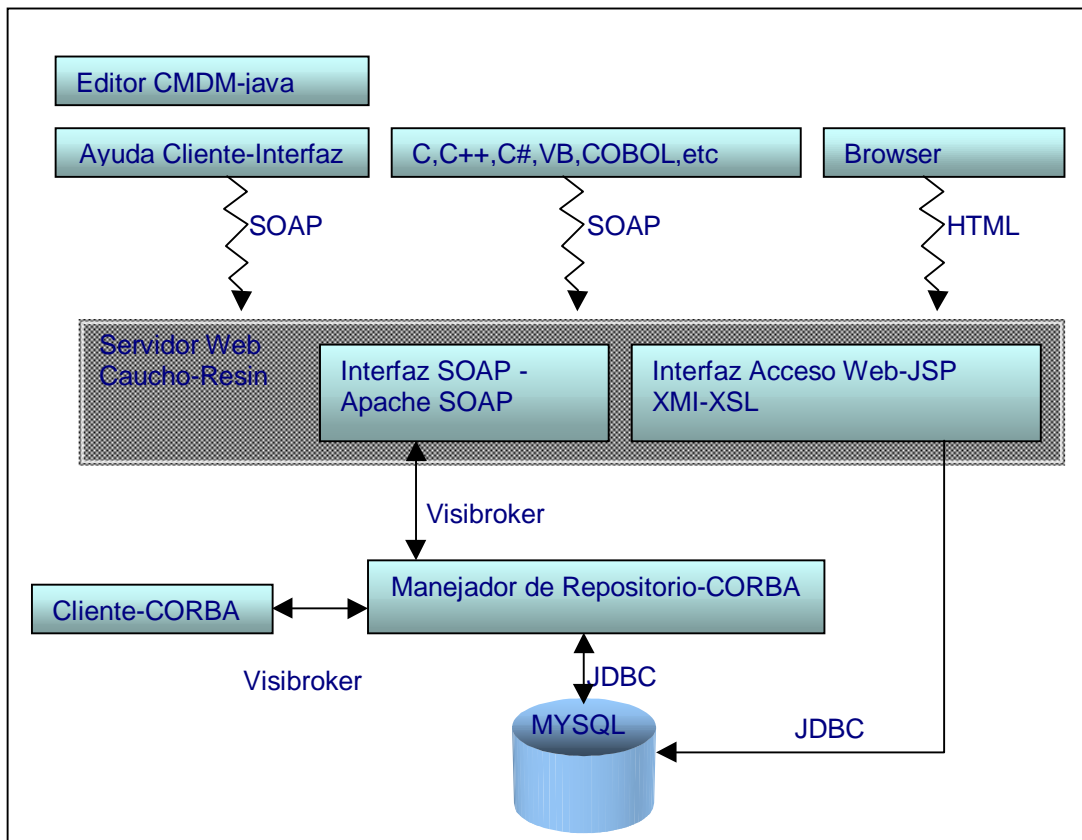 Editor CMDM-java
Ayuda Cliente-Interfaz
C,C++,C#,VB,COBOL,etc
Browser
SOAP
SOAP
HTML
Servidor Web
Caucho-Resin
Interfaz SOAP -
Apache SOAP
Interfaz Acceso Web-JSP
XMI-XSL
Visibroker
Manejador de Repositorio-CORBA
Cliente-CORBA
Visibroker
JDBC
MYSQL
JDBC